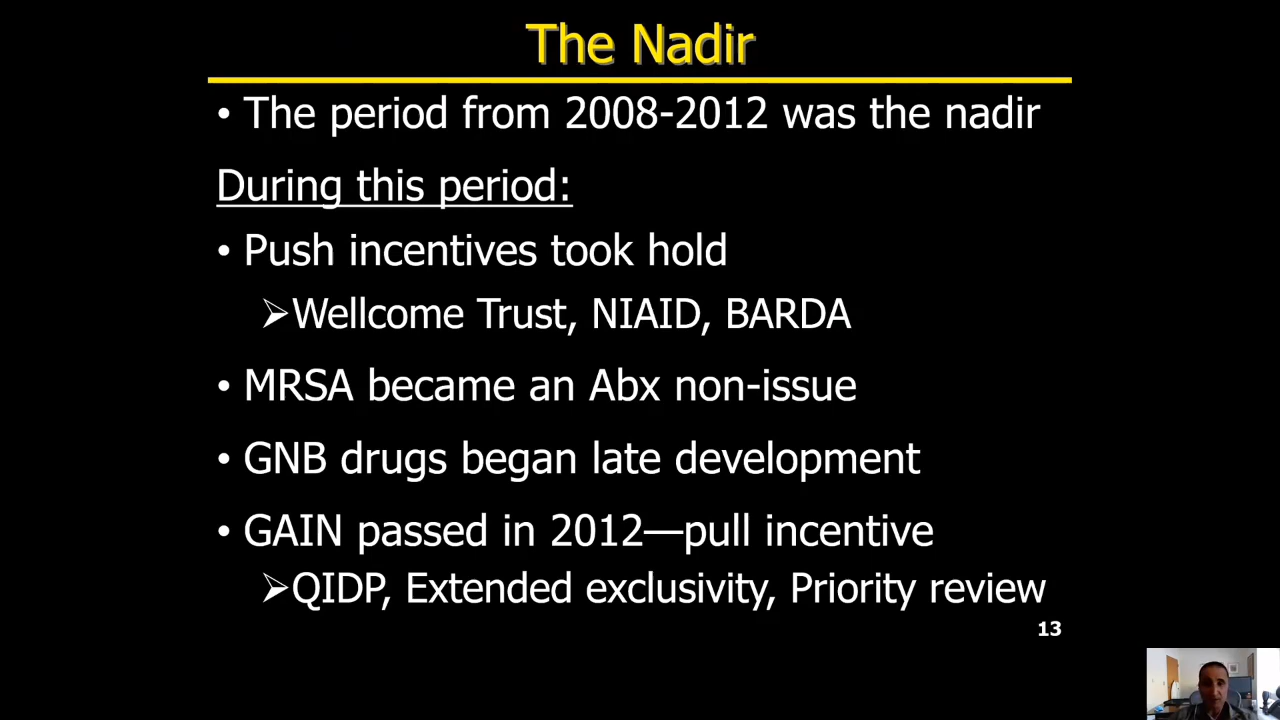 The Nadir
• The period from 2008-2012 was the nadir
During this period:
• Push incentives took hold
➢Wellcome Trust, NIAID, BARDA
• MRSA became an Abx non-issue
• GNB drugs began late development
• GAIN passed in 2012—pull incentive
➢QIDP, Extended exclusivity, Priority review
13